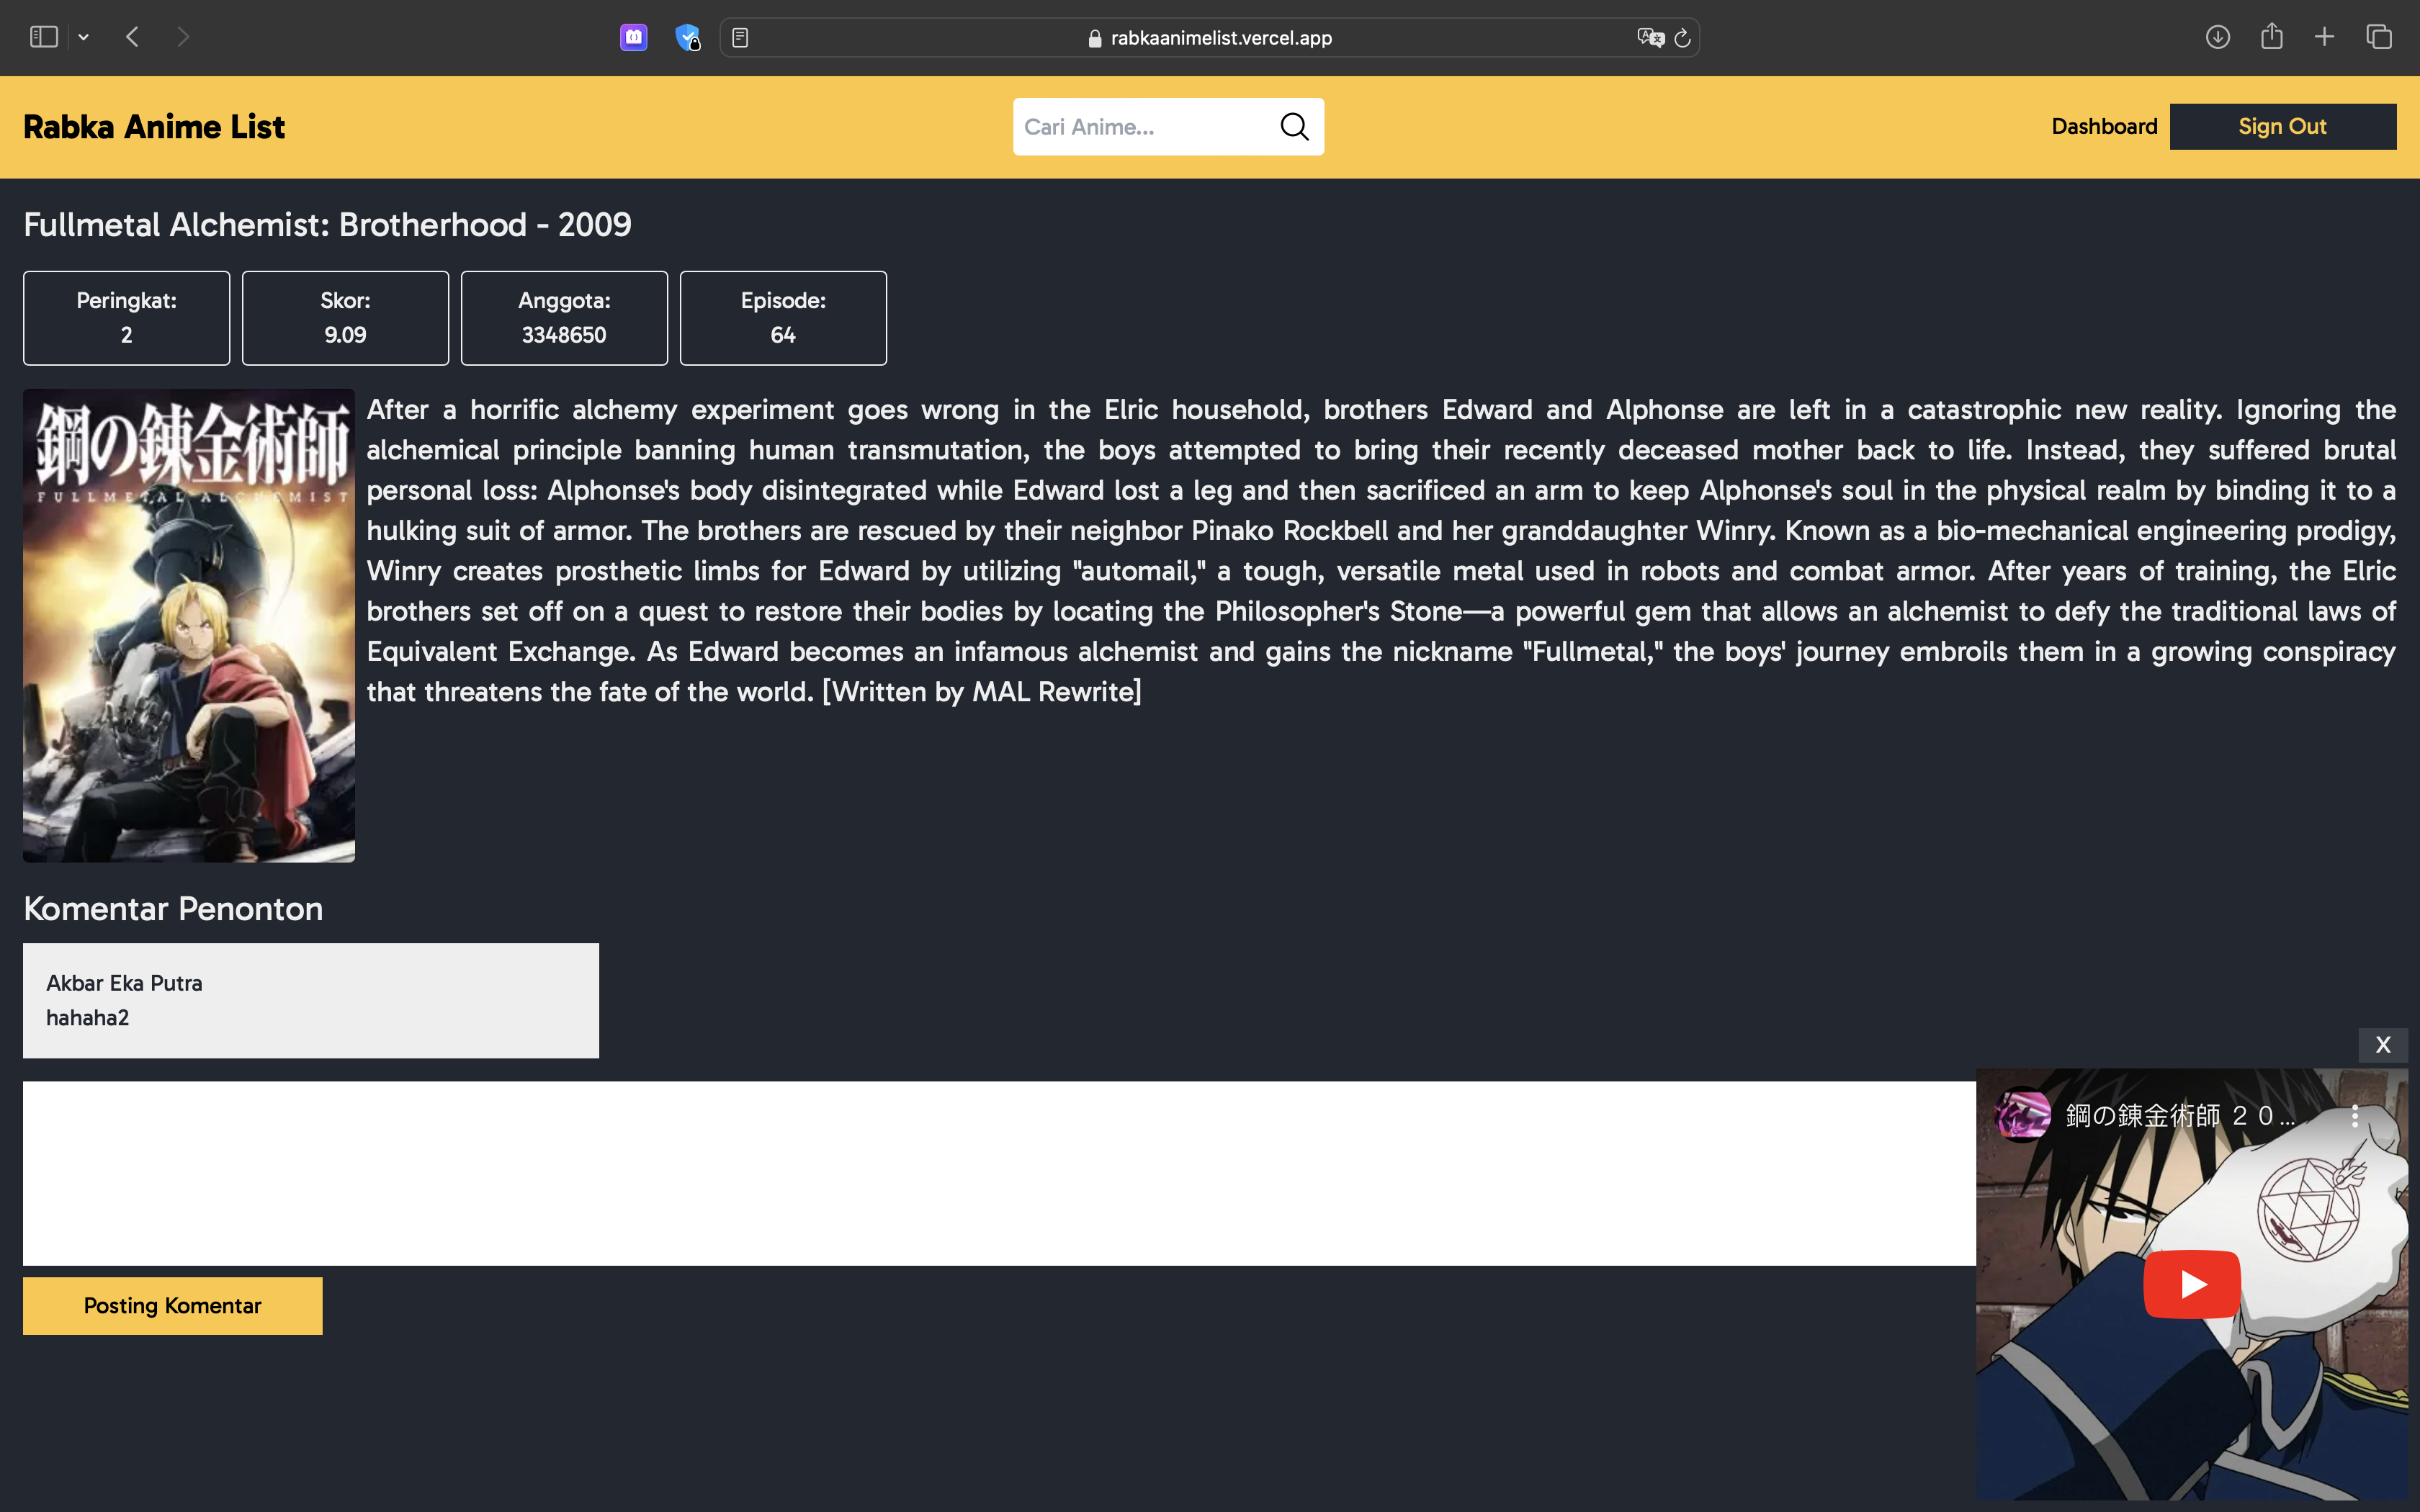 rabkaanimelist.vercel.app
Rabka Anime List
Cari Anime...
Dashboard
Sign Out
Fullmetal Alchemist: Brotherhood - 2009
Peringkat:
2
Skor:
9.09
Anggota:
3348650
Episode:
64
鋼の錬金術師
FULLMETAL ALCHEMIST
After a horrific alchemy experiment goes wrong in the Elric household, brothers Edward and Alphonse are left in a catastrophic new reality. Ignoring the
alchemical principle banning human transmutation, the boys attempted to bring their recently deceased mother back to life. Instead, they suffered brutal
personal loss: Alphonse's body disintegrated while Edward lost a leg and then sacrificed an arm to keep Alphonse's soul in the physical realm by binding it to a
hulking suit of armor. The brothers are rescued by their neighbor Pinako Rockbell and her granddaughter Winry. Known as a bio-mechanical engineering prodigy,
Winry creates prosthetic limbs for Edward by utilizing "automail," a tough, versatile metal used in robots and combat armor. After years of training, the Elric
brothers set off on a quest to restore their bodies by locating the Philosopher's Stone—a powerful gem that allows an alchemist to defy the traditional laws of
Equivalent Exchange. As Edward becomes an infamous alchemist and gains the nickname "Fullmetal," the boys' journey embroils them in a growing conspiracy
that threatens the fate of the world. [Written by MAL Rewrite]
Komentar Penonton
Akbar Eka Putra
hahaha2
X
鋼の錬金術師 ２０...
Posting Komentar